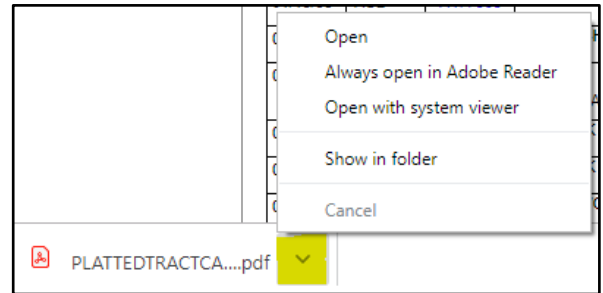 Open
Always open in Adobe Reader
Open with system viewer
Show in folder
Cancel
PLATTEDTRACTCA....pdf